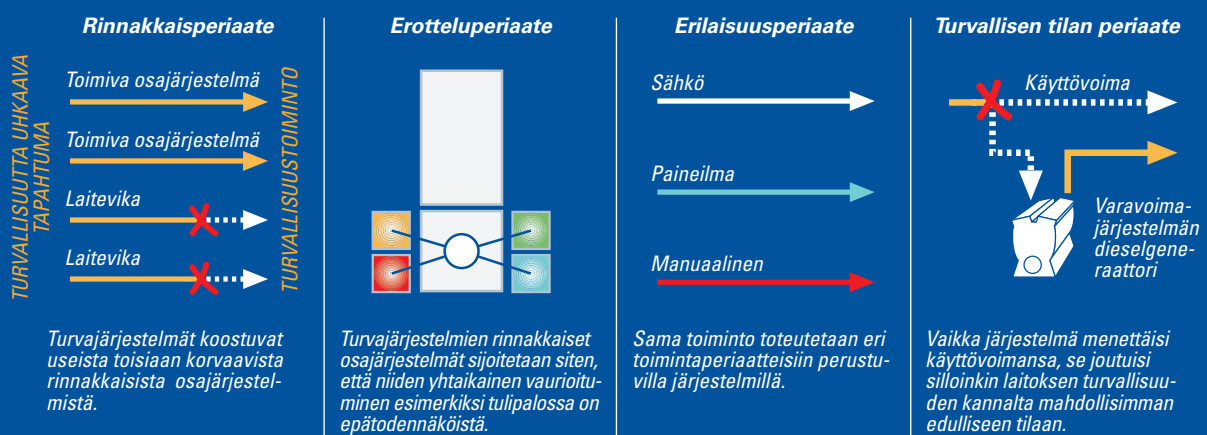 Rinnakkaisperiaate
TURVALLISUUTTA UHKAAVA
TAPAHTUMA
Toimiva osajärjestelmä
Toimiva osajärjestelmä
Laitevika
Laitevika
TURVALLISUUSTOIMINTO
Turvajärjestelmät koostuvat
useista toisiaan korvaavista
rinnakkaisista osajärjestel-
mistä.
Erotteluperiaate
Turvajärjestelmien rinnakkaiset
osajärjestelmät sijoitetaan siten,
että niiden yhtaikainen vaurioitu-
minen esimerkiksi tulipalossa on
epätodennäköistä.
Erilaisuusperiaate
Sähkö
Paineilma
Manuaalinen
Sama toiminto toteutetaan eri
toimintaperiaatteisiin perustu-
villa järjestelmillä.
Turvallisen tilan periaate
Käyttövoima
Varavoima-
järjestelmän
dieselgene-
raattori
Vaikka järjestelmä menettäisi
käyttövoimansa, se joutuisi
silloinkin laitoksen turvallisuu-
den kannalta mahdollisimman
edulliseen tilaan.